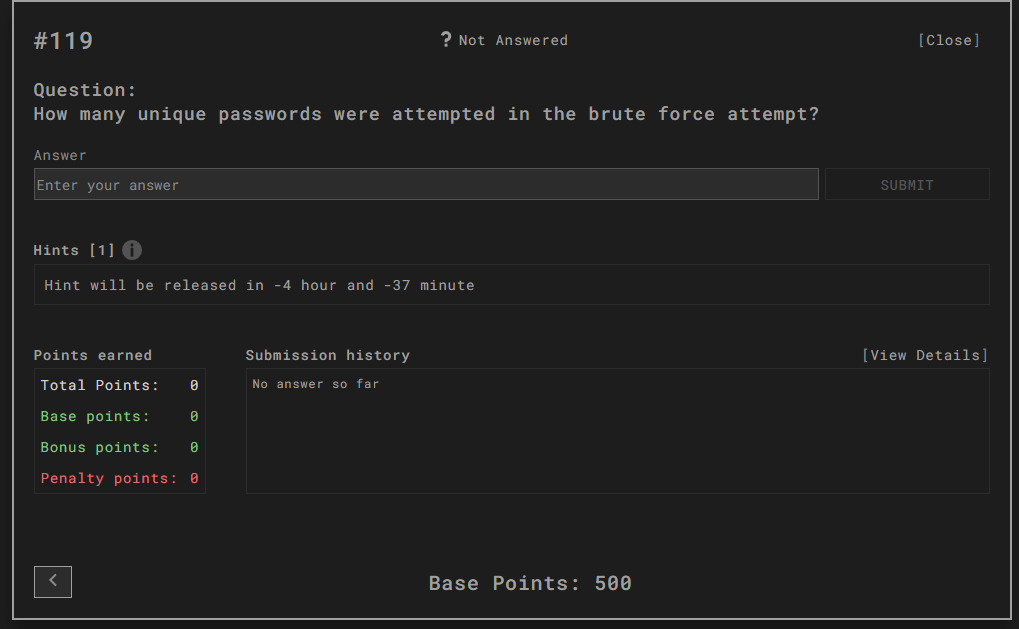 #119
? Not Answered
[Close]
Question:
How many unique passwords were attempted in the brute force attempt?
Answer
Enter your answer
SUBMIT
Hints [1]
Hint will be released in -4 hour and -37 minute
Points earned
Total Points: 0
Base points: 0
Bonus points: 0
Penalty points: 0
Submission history
[View Details]
No answer so far
Base Points: 500